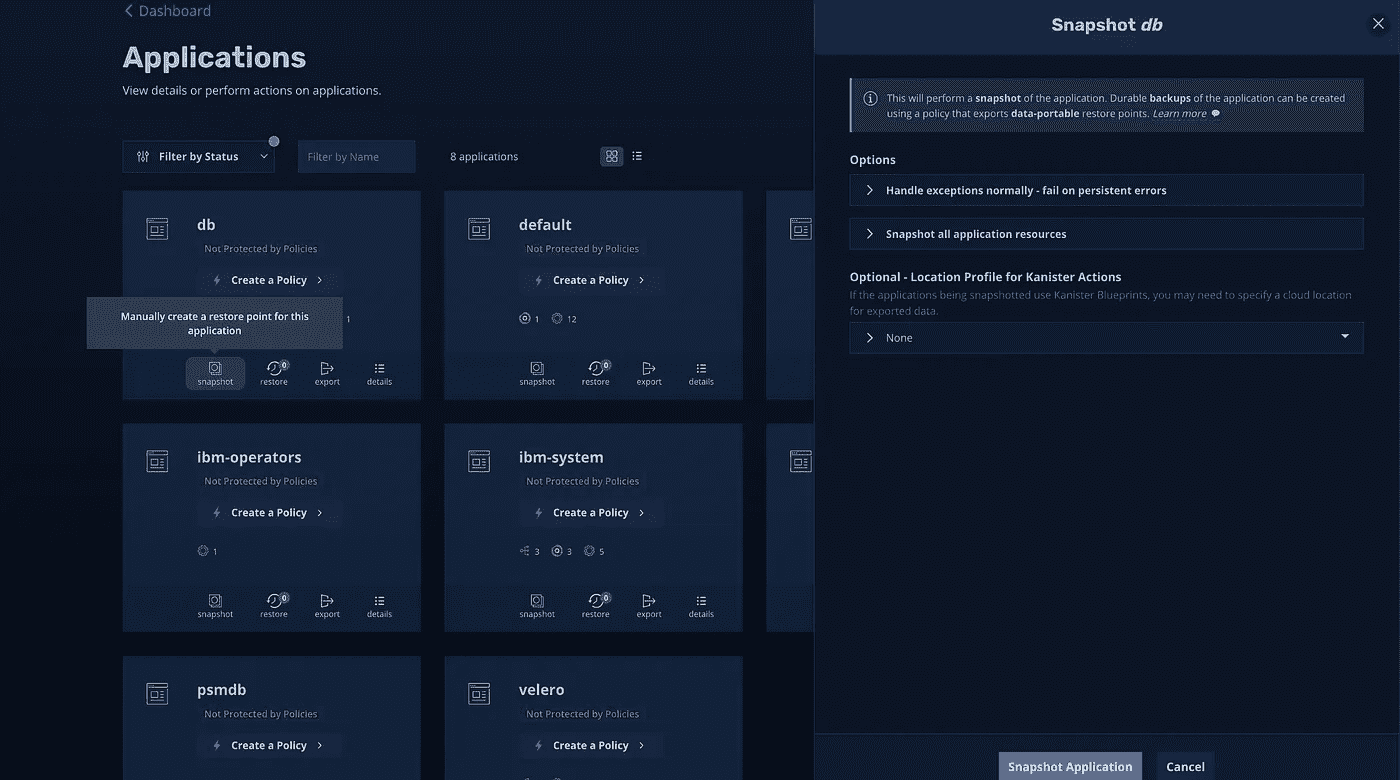 Dashboard
Applications
View details or perform actions on applications.
Filter by Status
Filter by Name
8 applications
db
Not Protected by Policies
Create a Policy
1
Manually create a restore point for this
application
snapshot
0
restore
export
details
default
Not Protected by Policies
Create a Policy
1 12
snapshot
0
restore
export
details
ibm-operators
Not Protected by Policies
Create a Policy
1
snapshot
0
restore
export
details
ibm-system
Not Protected by Policies
Create a Policy
3 3 5
snapshot
0
restore
export
details
psmdb
Not Protected by Policies
Create a Policy
velero
Not Protected by Policies
Create a Policy
Snapshot db
This will perform a snapshot of the application. Durable backups of the application can be created
using a policy that exports data-portable restore points. Learn more
Options
Handle exceptions normally - fail on persistent errors
Snapshot all application resources
Optional - Location Profile for Kanister Actions
If the applications being snapshotted use Kanister Blueprints, you may need to specify a cloud location
for exported data.
None
Snapshot Application
Cancel